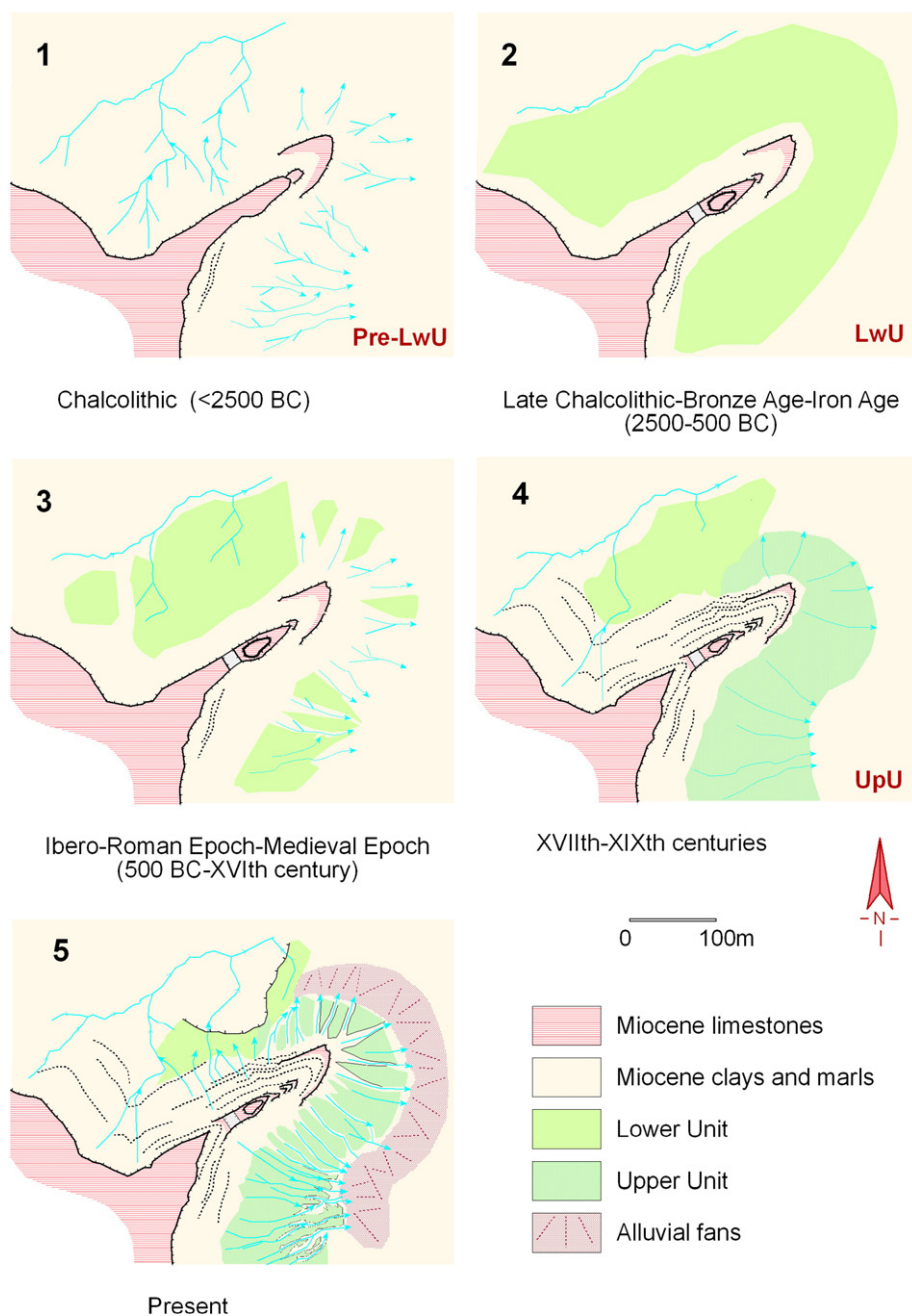 1
Pre-LwU
Chalcolithic (<2500 BC)
2
LwU
Late Chalcolithic-Bronze Age-Iron Age
(2500-500 BC)
3
Ibero-Roman Epoch-Medieval Epoch
(500 BC-XVIth century)
4
UpU
XVIIth-XIXth centuries
N
0 100m
5
Present
Miocene limestones
Miocene clays and marls
Lower Unit
Upper Unit
Alluvial fans